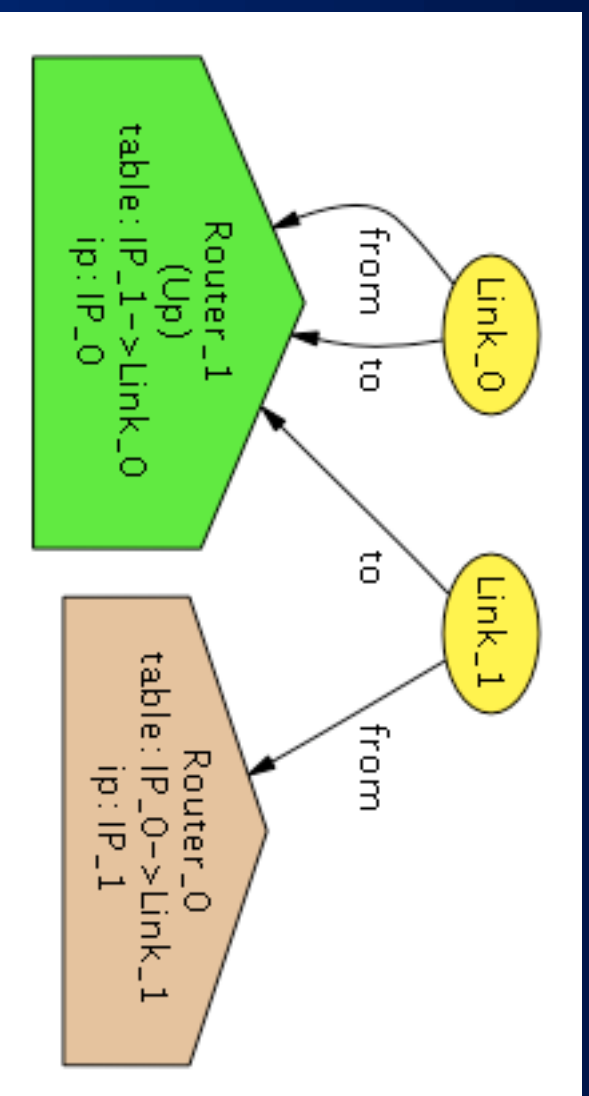 Link_0
Link_1
from
to
to
from
Router_1
(Up)
table: IP_1->Link_0
ip: IP_0
Router_0
table: IP_0->Link_1
ip: IP_1